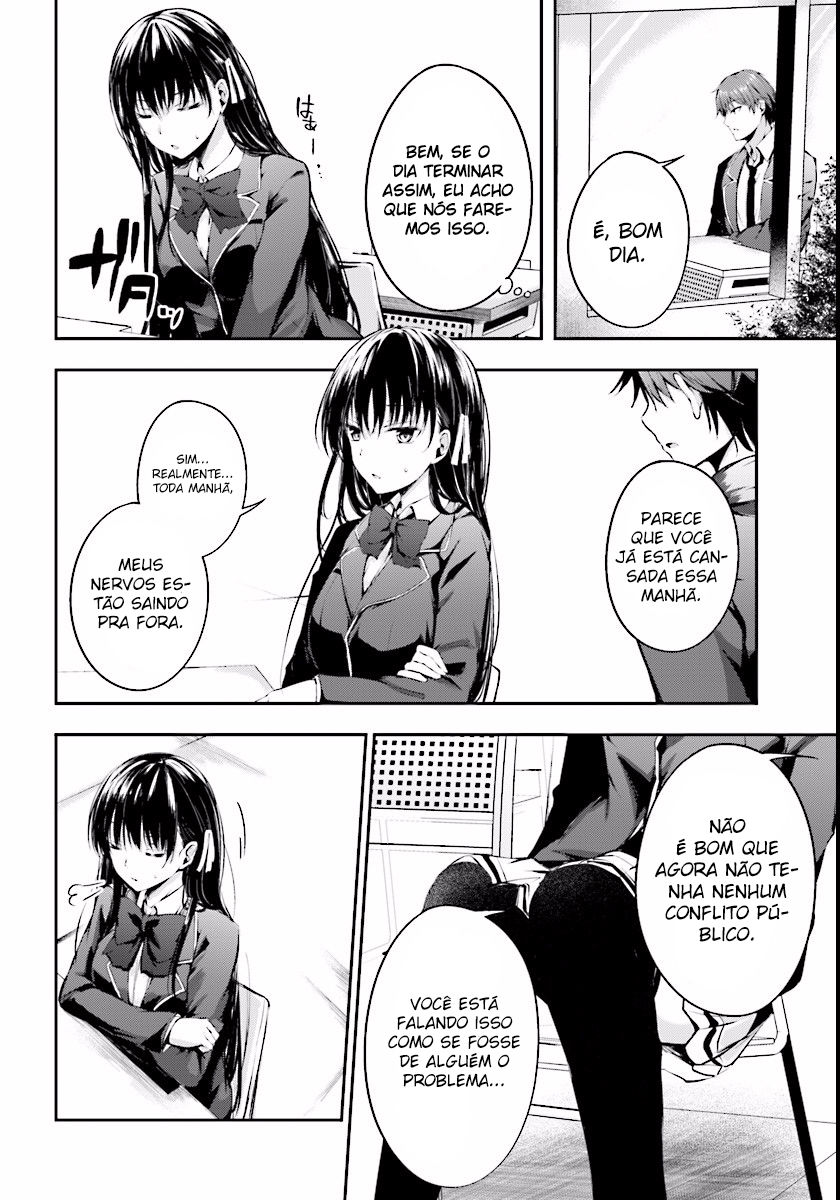 É, BOM
DIA.
BEM, SE O
DIA TERMINAR
ASSIM, EU ACHO
QUE NÓS FARE-
MOS ISSO.
はぁー…
ガタッ
PARECE
QUE VOCÊ
JÁ ESTÁ CAN-
SADA ESSA
MANHÃ.
SIM...
REALMENTE...
TODA MANHÃ,
MEUS
NERVOS ES-
TÃO SAINDO
PRA FORA.
NÃO
É BOM QUE
AGORA NÃO TE-
NHA NENHUM
CONFLITO PÚ-
BLICO.
VOCÊ ESTÁ
FALANDO ISSO
COMO SE FOSSE
DE ALGUÉM O
PROBLEMA...